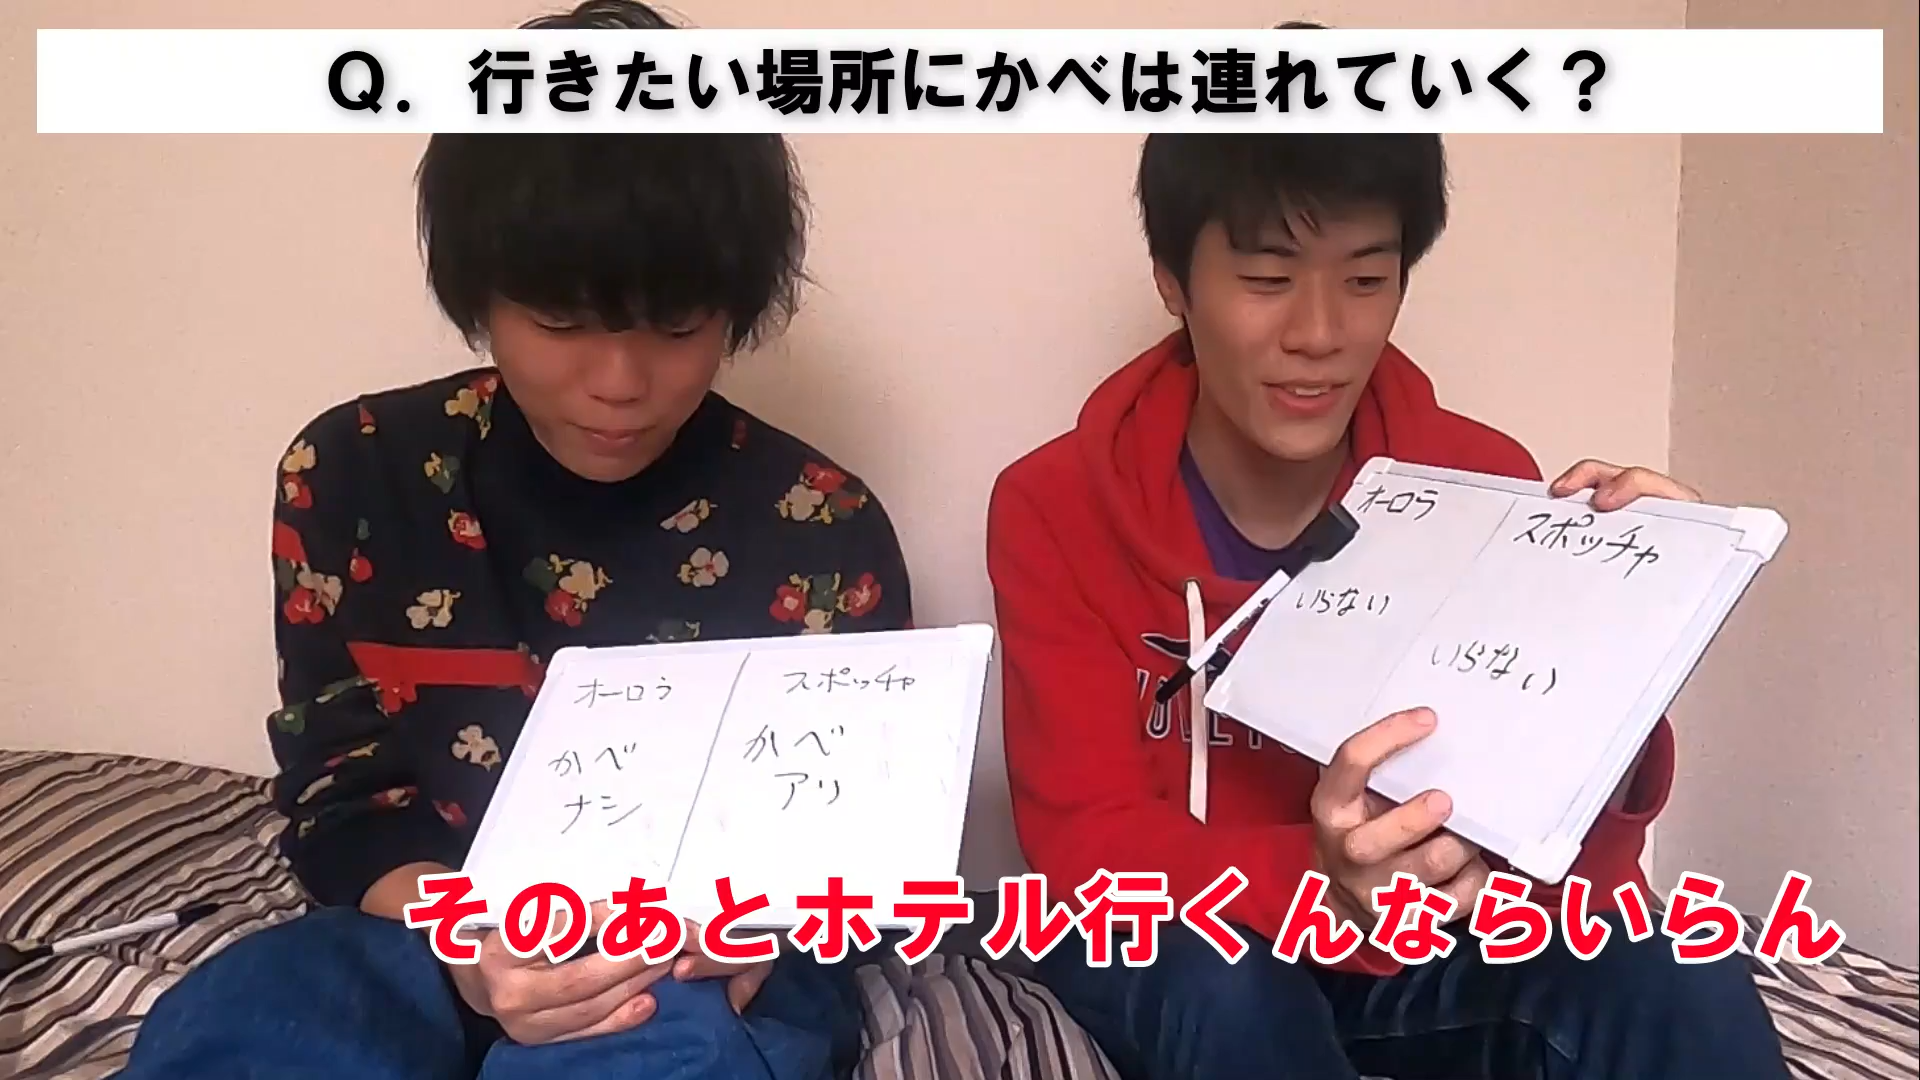 Q. 行きたい場所にかべは連れていく？
オーロラ
いらない
スポッチャ
いらない
オーロラ
かべ
ナシ
スポッチャ
かべ
アリ
そのあとホテル行くんならいらん